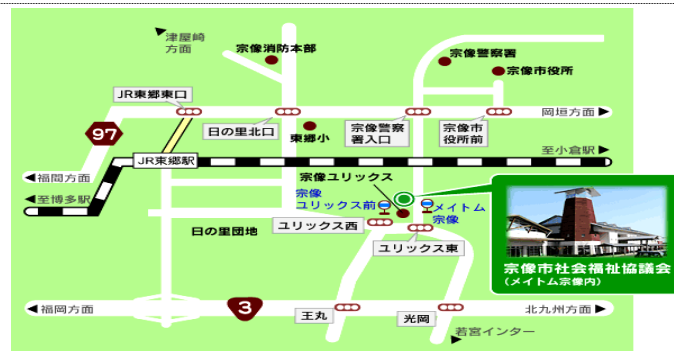 津屋崎
方面
宗像消防本部
宗像警察署
宗像市役所
JR東郷東口
日の里北口
東郷小
宗像警察
署入口
宗像市
役所前
岡垣方面
97
JR東郷駅
至小倉駅
福間方面
至博多駅
宗像ユリックス
宗像
ユリックス前
メイトム
宗像
日の里団地
ユリックス西
ユリックス東
宗像市社会福祉協議会
(メイトム宗像内)
福岡方面
3
王丸
光岡
北九州方面
若宮インター